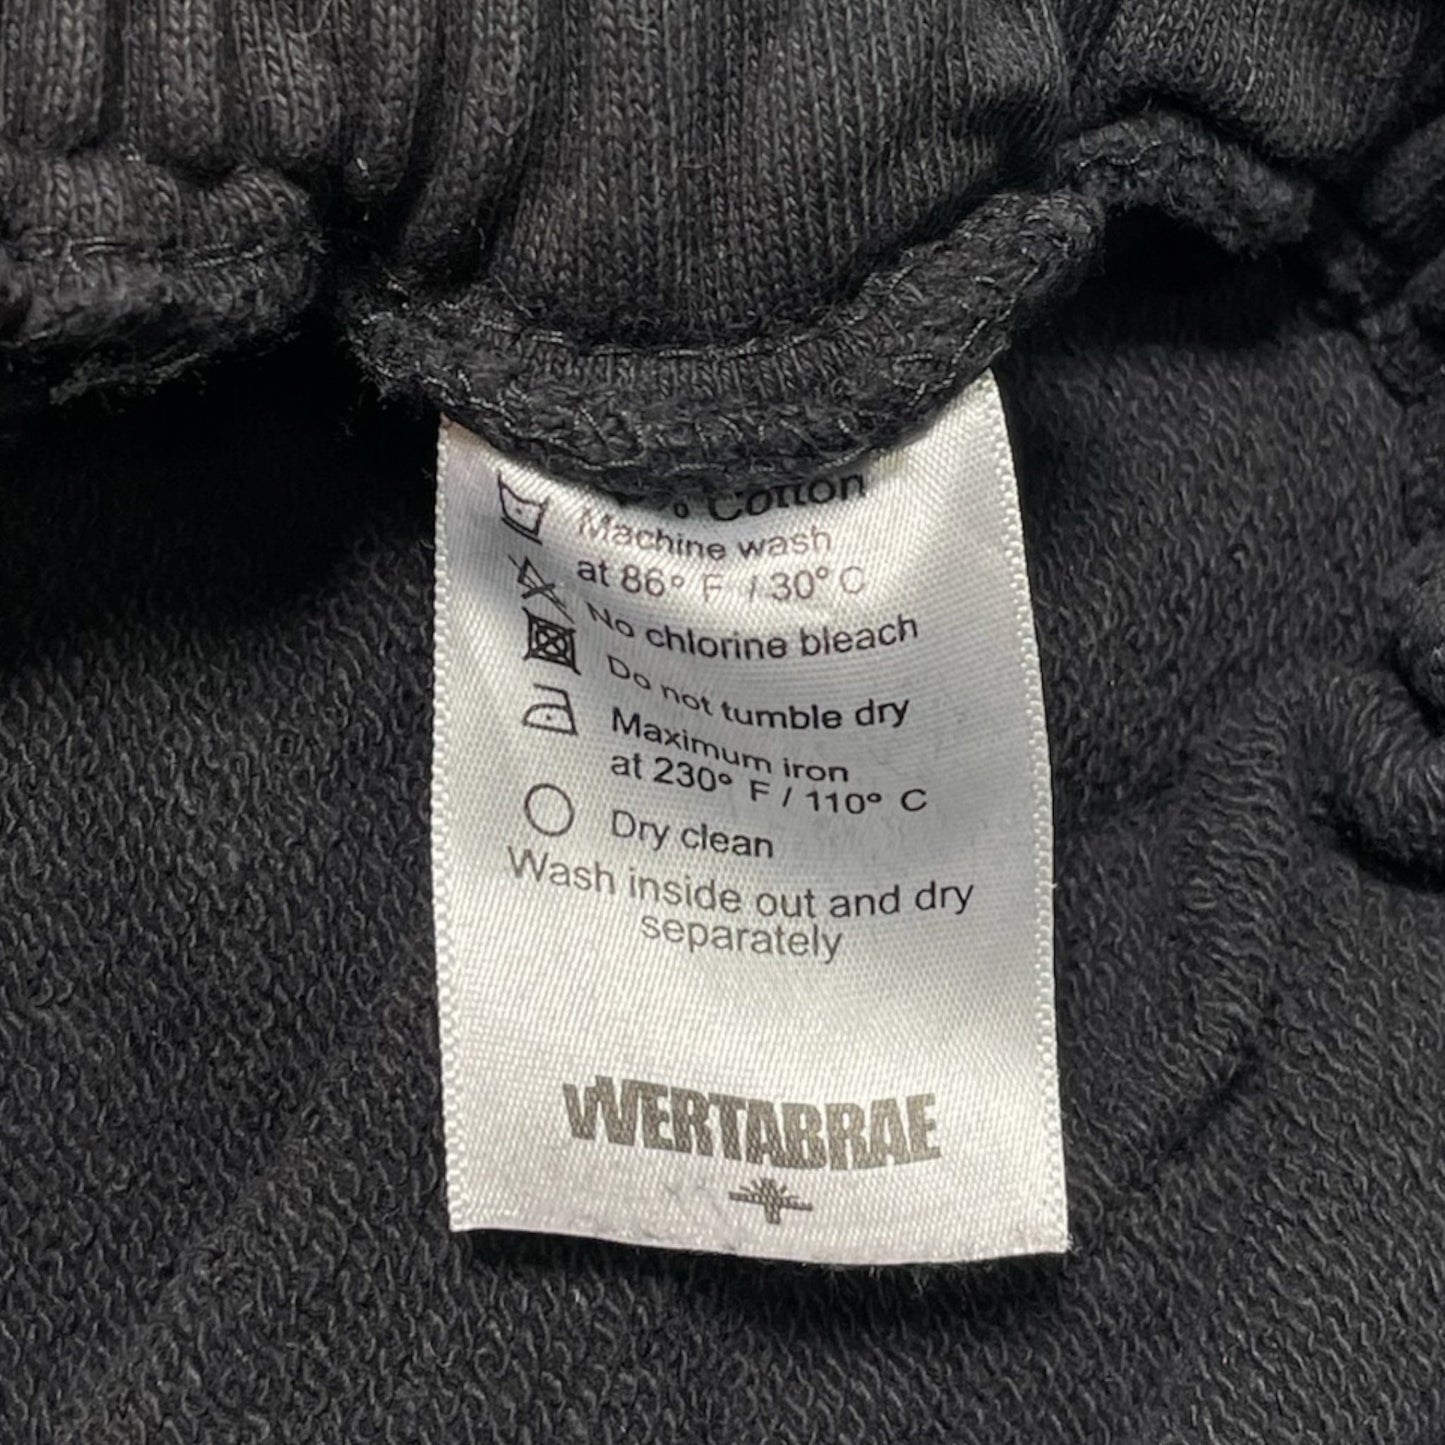 Cotton
Machine wash
at 86° F / 30° C
No chlorine bleach
Do not tumble dry
Maximum iron
at 230° F / 110° C
Dry clean
Wash inside out and dry
separately
WERTABRAE